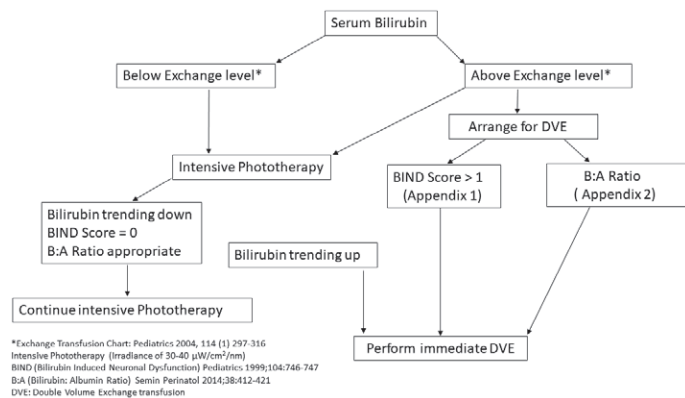 Serum Bilirubin
Below Exchange level*
Above Exchange level*
Arrange for DVE
Intensive Phototherapy
BIND Score > 1
(Appendix 1)
B:A Ratio
( Appendix 2)
Bilirubin trending down
BIND Score = 0
B:A Ratio appropriate
Bilirubin trending up
Continue intensive Phototherapy
Perform immediate DVE
*Exchange Transfusion Chart: Pediatrics 2004, 114 (1) 297-316
Intensive Phototherapy (Irradiance of 30-40 μW/cm²/nm)
BIND (Bilirubin Induced Neuronal Dysfunction) Pediatrics 1999;104:746-747
B:A (Bilirubin: Albumin Ratio) Semin Perinatol 2014;38:412-421
DVE: Double Volume Exchange transfusion